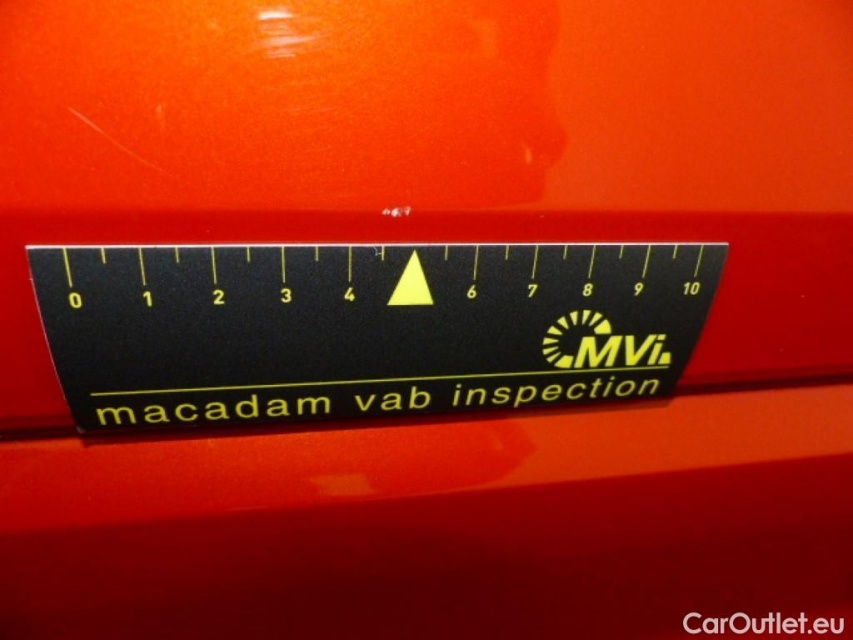 0 1 2 3 4 6 7 8 9 10
MVi.
macadam vab inspection
CarOutlet.eu